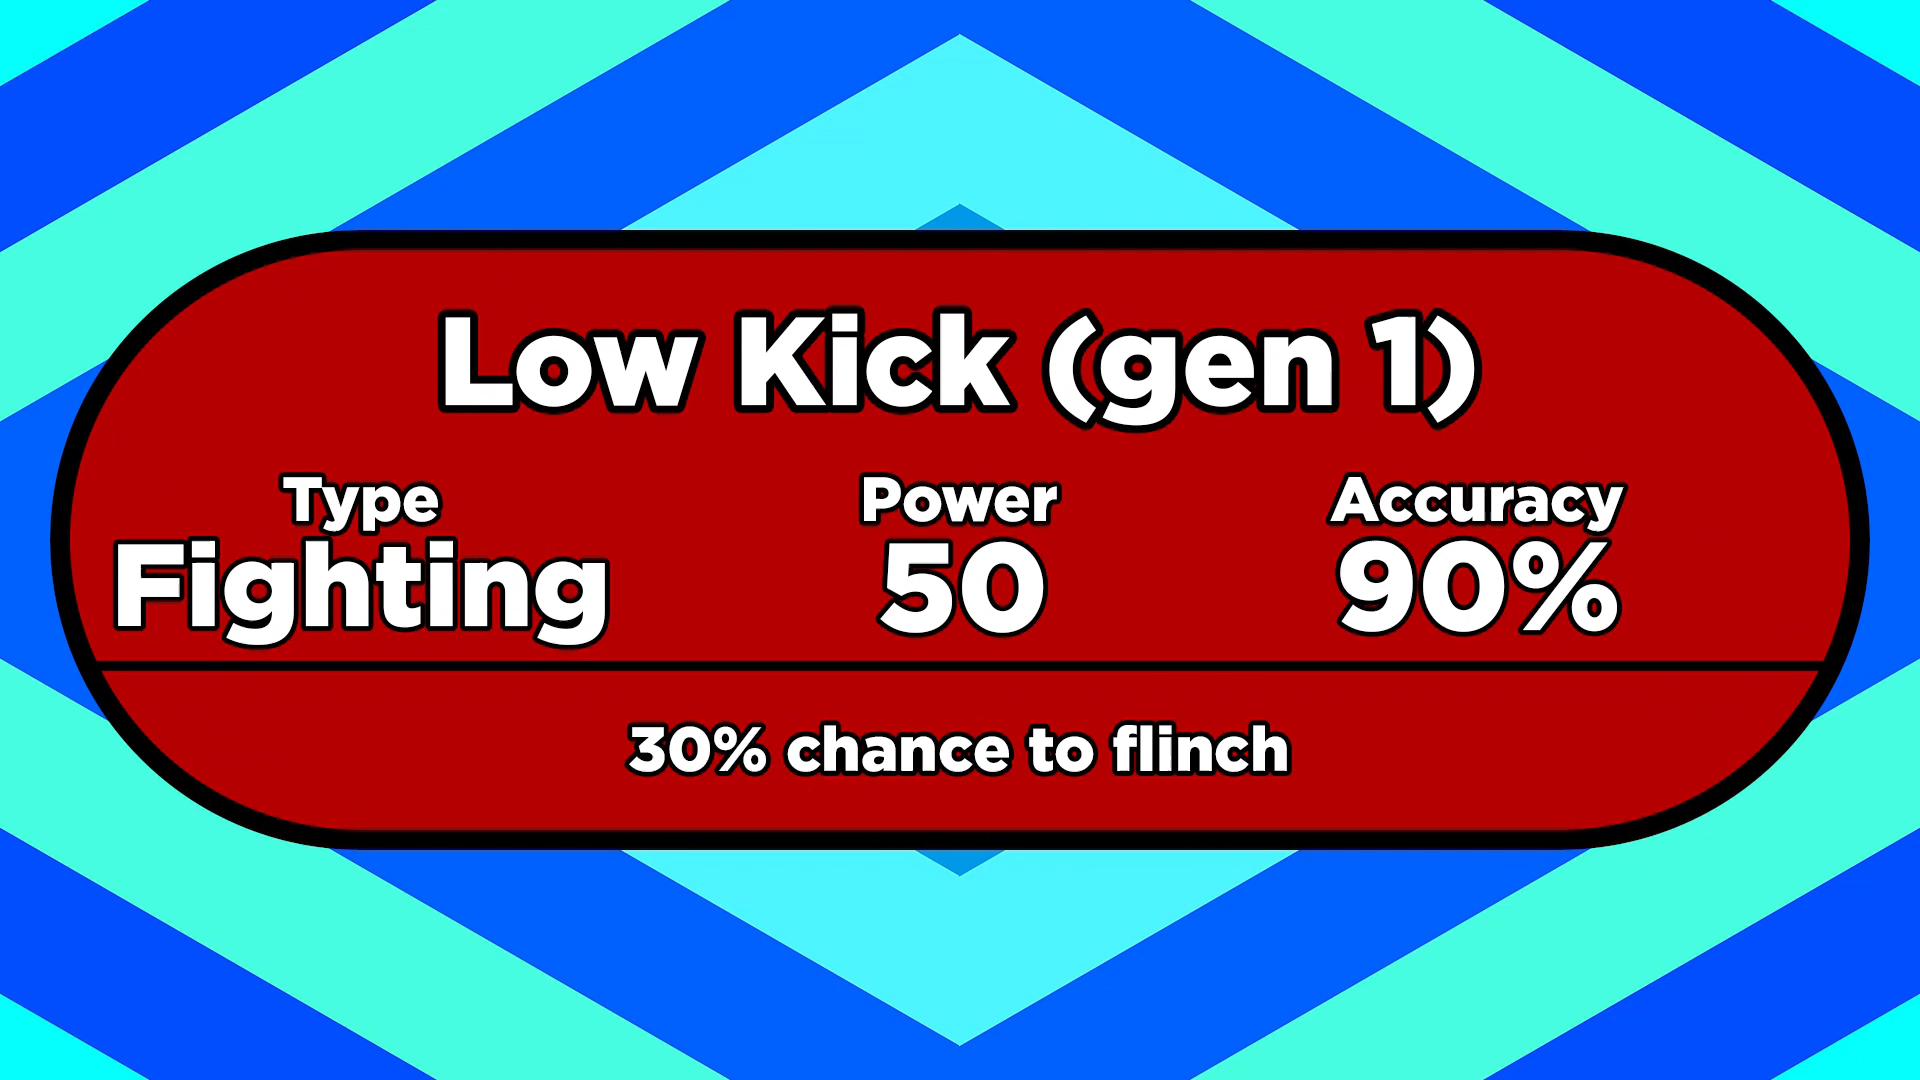 Low Kick (gen 1)
Type Power Accuracy
Fighting 50 90%
30% chance to flinch